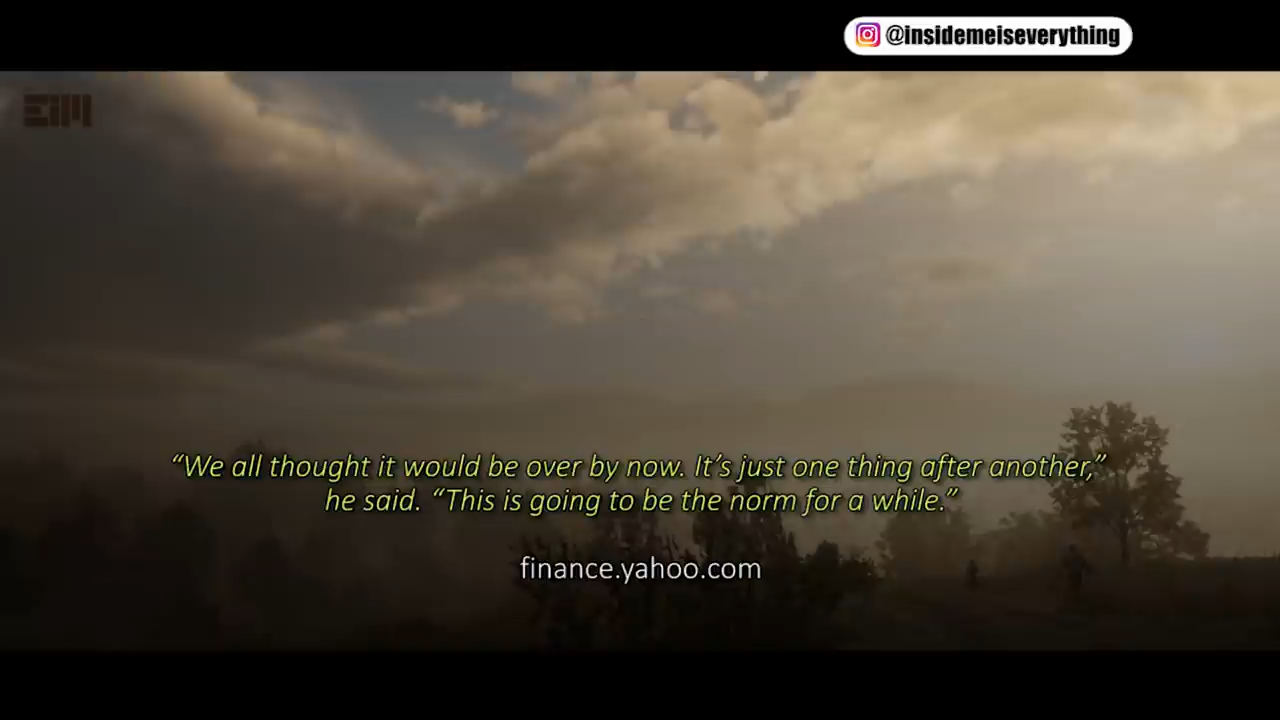 @insidemeiseverything
EiM
“We all thought it would be over by now. It’s just one thing after another,”
he said. “This is going to be the norm for a while.”
finance.yahoo.com